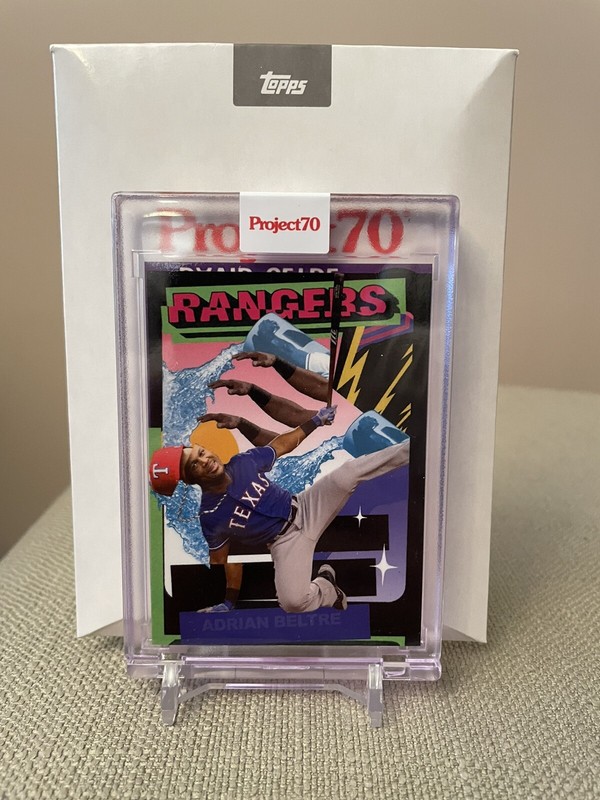 Topps
Project70
Project70
RANGERS
T
TEXAS
ADRIAN BELTRE